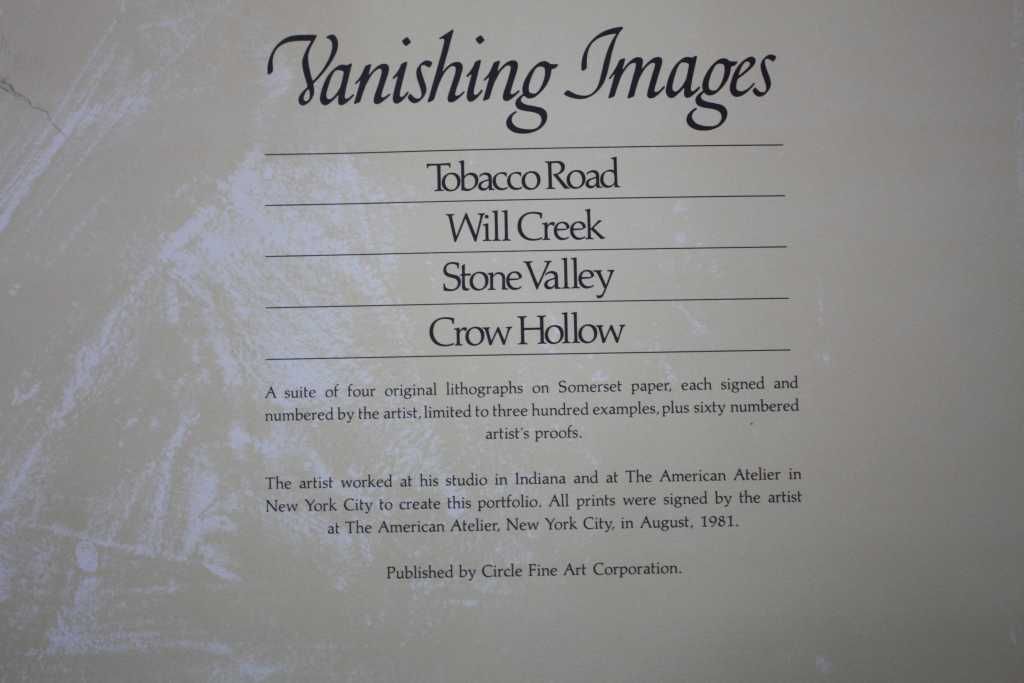 Vanishing Images
Tobacco Road
Will Creek
Stone Valley
Crow Hollow
A suite of four original lithographs on Somerset paper, each signed and
numbered by the artist, limited to three hundred examples, plus sixty numbered
artist's proofs.
The artist worked at his studio in Indiana and at The American Atelier in
New York City to create this portfolio. All prints were signed by the artist
at The American Atelier, New York City, in August, 1981.
Published by Circle Fine Art Corporation.